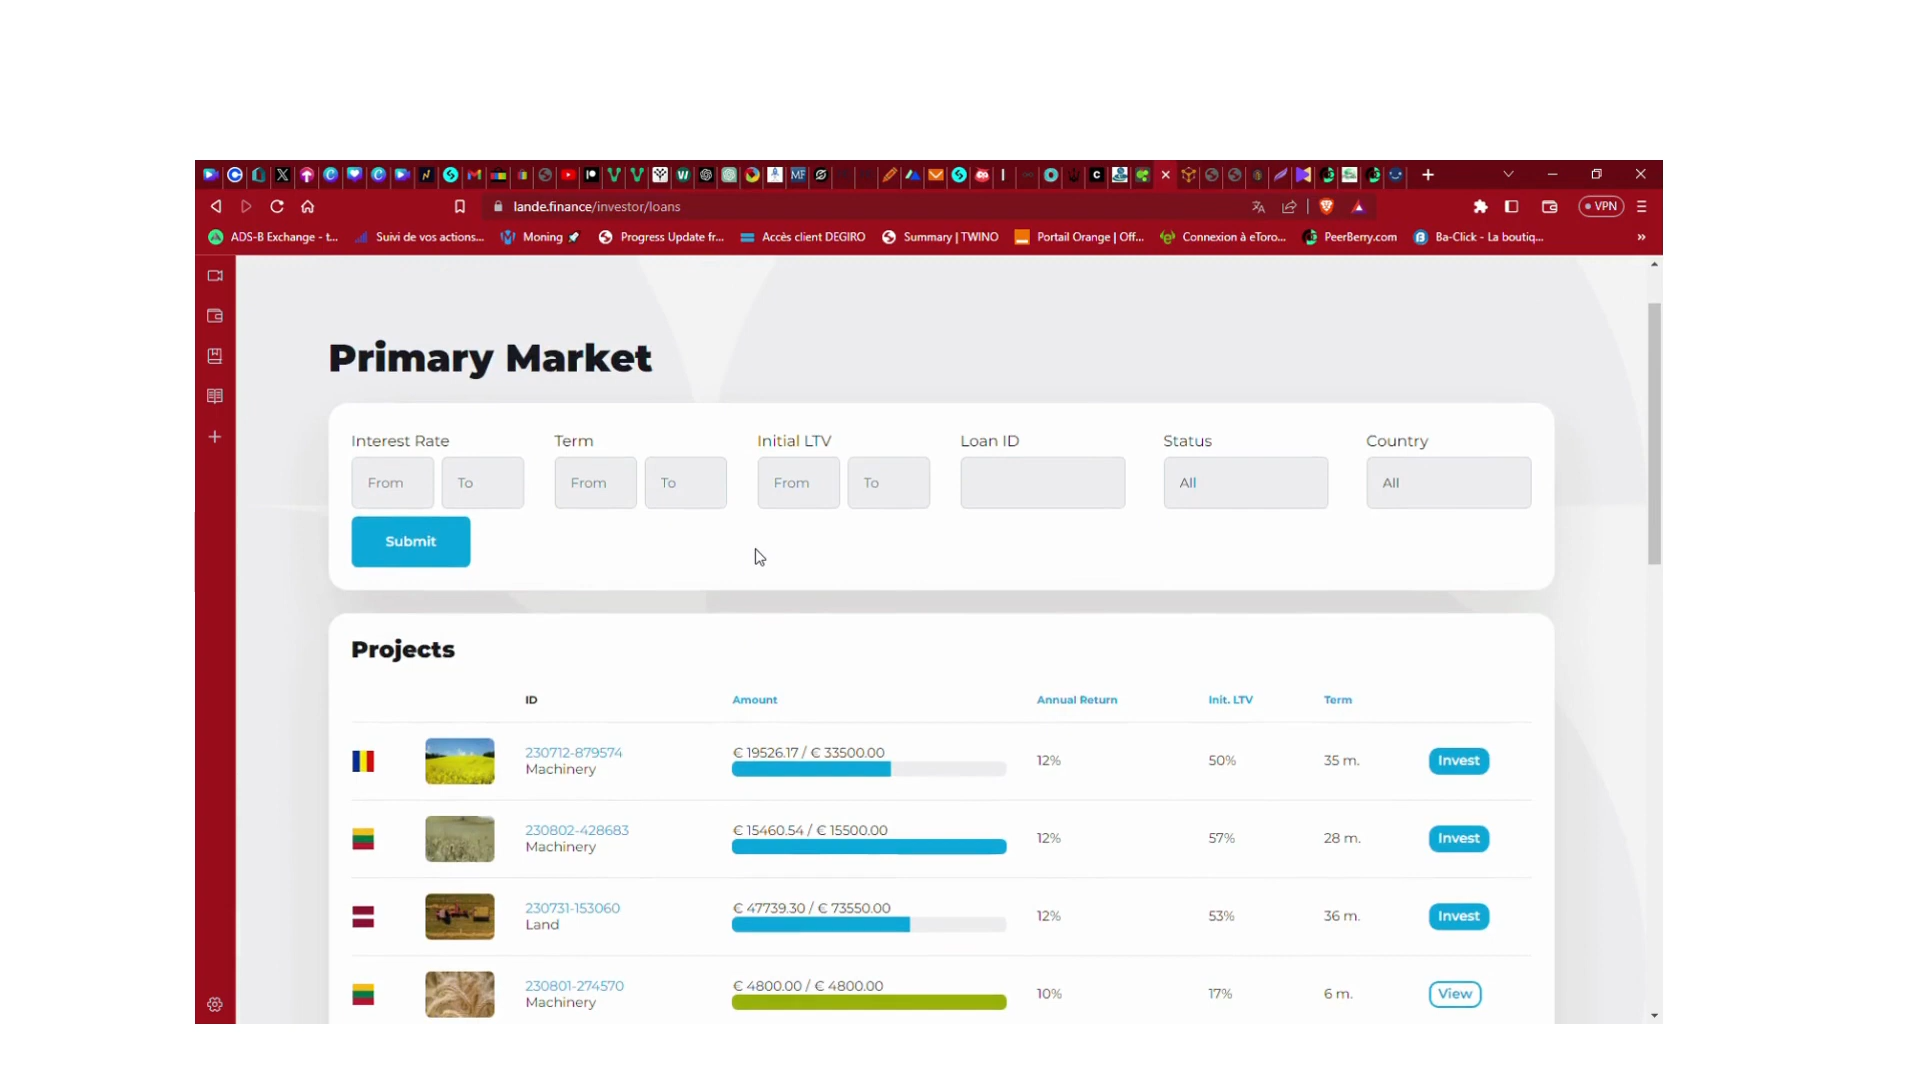 MF
lande.finance/investor/loans
VPN
ADS-B Exchange - t...
Suivi de vos actions...
Moning
Progress Update fr...
Accès client DEGIRO
Summary | TWINO
Portail Orange | Off...
Connexion à eToro...
PeerBerry.com
Ba-Click - La boutiq...
Primary Market
Interest Rate
Term
Initial LTV
Loan ID
Status
Country
From
To
From
To
From
To
All
All
Submit
Projects
ID
Amount
Annual Return
Init. LTV
Term
230712-879574
Machinery
€ 19526.17 / € 33500.00
12%
50%
35 m.
Invest
230802-428683
Machinery
€ 15460.54 / € 15500.00
12%
57%
28 m.
Invest
230731-153060
Land
€ 47739.30 / € 73550.00
12%
53%
36 m.
Invest
230801-274570
Machinery
€ 4800.00 / € 4800.00
10%
17%
6 m.
View